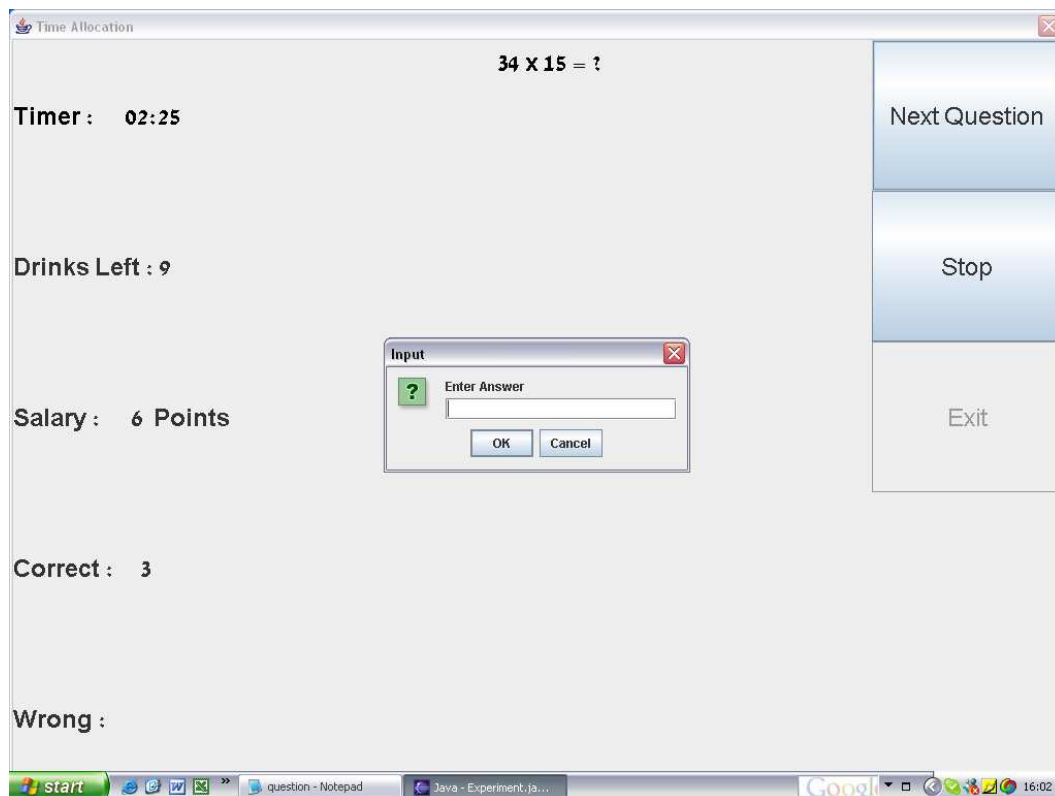 Time Allocation
34 X 15 = ?
Timer : 02:25
Next Question
Drinks Left : 9
Stop
Input
? Enter Answer
OK Cancel
Salary : 6 Points
Exit
Correct : 3
Wrong :
start W X » question - Notepad Java - Experiment.ja... Googl 16:02